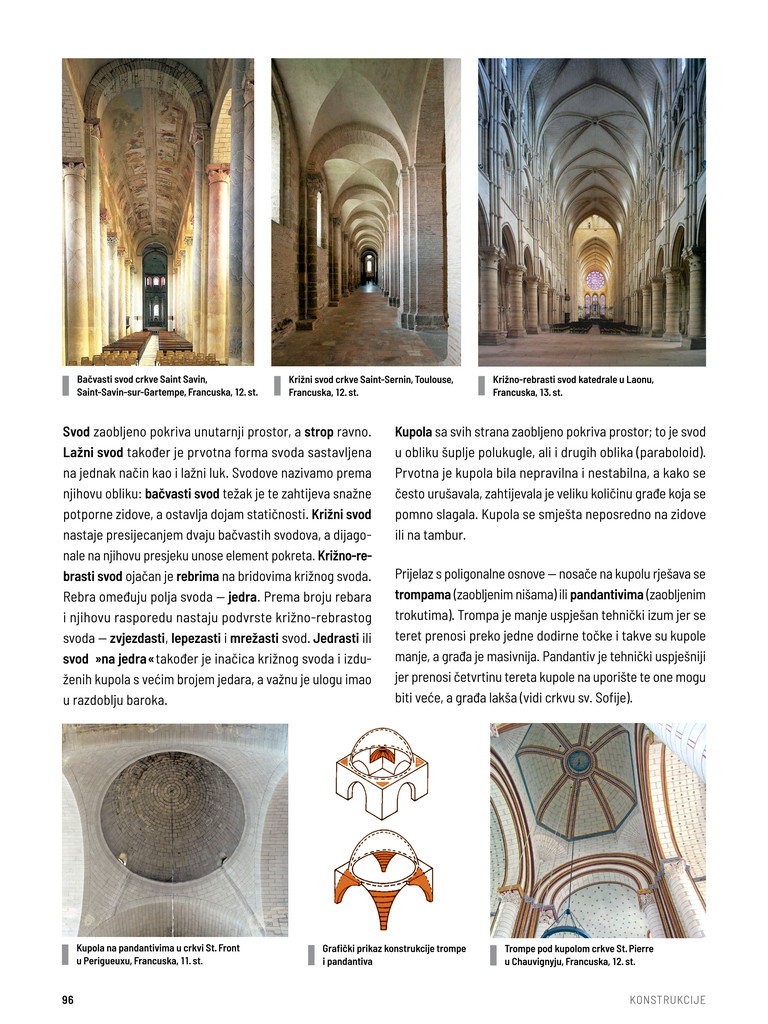 Bačvasti svod crkve Saint Savin,
Saint-Savin-sur-Gartempe, Francuska, 12. st.
Križni svod crkve Saint-Sernin, Toulouse,
Francuska, 12. st.
Križno-rebrasti svod katedrale u Laonu,
Francuska, 13. st.
Svod zaobljeno pokriva unutarnji prostor, a strop ravno.
Lažni svod također je prvotna forma svoda sastavljena
na jednak način kao i lažni luk. Svodove nazivamo prema
njihovu obliku: bačvasti svod težak je te zahtijeva snažne
potporne zidove, a ostavlja dojam statičnosti. Križni svod
nastaje presijecanjem dvaju bačvastih svodova, a dijago-
nale na njihovu presjeku unose element pokreta. Križno-re-
brasti svod ojačan je rebrima na bridovima križnog svoda.
Rebra omeđuju polja svoda — jedra. Prema broju rebara
i njihovu rasporedu nastaju podvrste križno-rebrastog
svoda — zvjezdasti, lepezasti i mrežasti svod. Jedrasti ili
svod »na jedra« također je inačica križnog svoda i izdu-
ženih kupola s većim brojem jedara, a važnu je ulogu imao
u razdoblju baroka.
Kupola sa svih strana zaobljeno pokriva prostor; to je svod
u obliku šuplje polukugle, ali i drugih oblika (paraboloid).
Prvotna je kupola bila nepravilna i nestabilna, a kako se
često urušavala, zahtijevala je veliku količinu građe koja se
pomno slagala. Kupola se smješta neposredno na zidove
ili na tambur.
Prijelaz s poligonalne osnove — nosače na kupolu rješava se
trompama (zaobljenim nišama) ili pandantivima (zaobljenim
trokutima). Trompa je manje uspješan tehnički izum jer se
teret prenosi preko jedne dodirne točke i takve su kupole
manje, a građa je masivnija. Pandantiv je tehnički uspješniji
jer prenosi četvrtinu tereta kupole na uporište te one mogu
biti veće, a građa lakša (vidi crkvu sv. Sofije).
Kupola na pandantivima u crkvi St. Front
u Perigueuxu, Francuska, 11. st.
Grafički prikaz konstrukcije trompe
i pandantiva
Trompe pod kupolom crkve St. Pierre
u Chauvignyju, Francuska, 12. st.
96
KONSTRUKCIJE